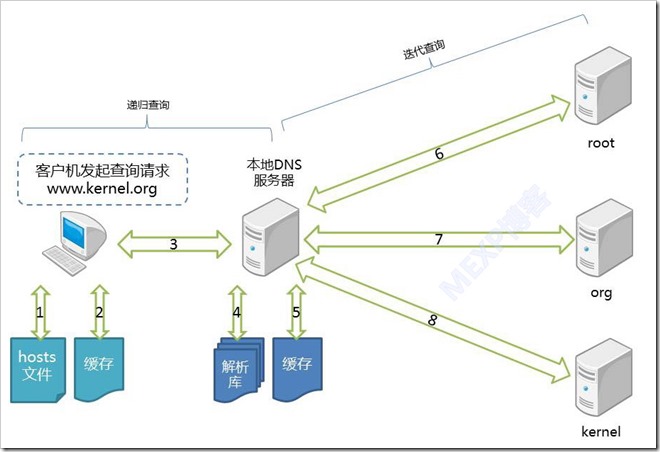 迭代查询
递归查询
客户机发起查询请求
www.kernel.org
本地DNS
服务器
root
6
3
7
org
MEXP博客
1
2
4
5
8
hosts
文件
缓存
解析
库
缓存
kernel